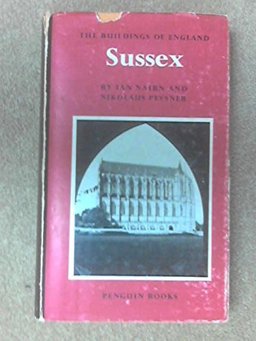 THE BUILDINGS OF ENGLAND
Sussex
BY IAN NAIRN AND
NIKOLAUS PEVSNER
PENGUIN BOOKS